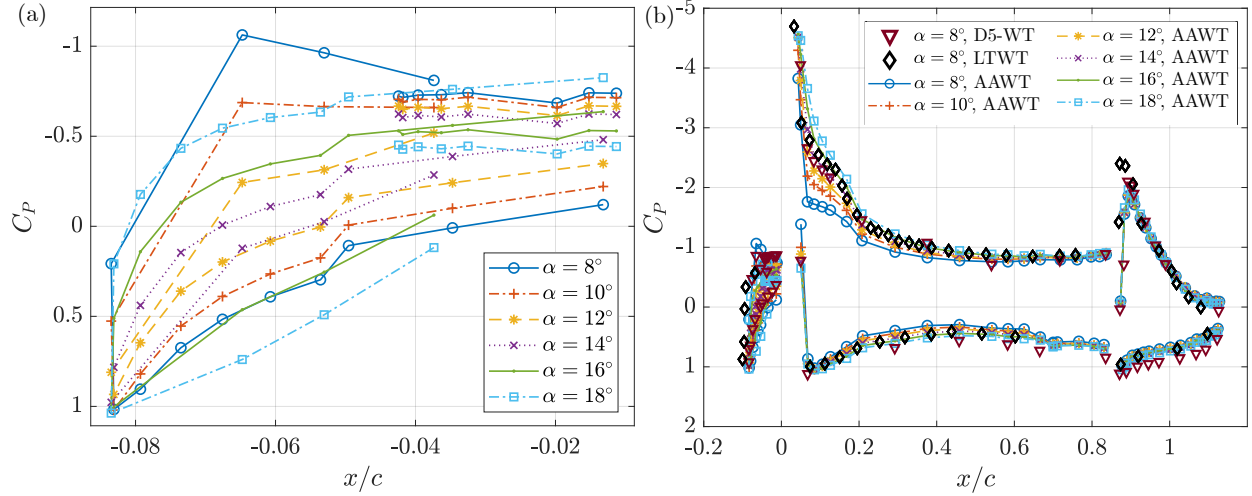 (a)
-1
-0.5
0
0.5
1
C_P
-0.08
-0.06
-0.04
-0.02
x/c
α = 8°
α = 10°
α = 12°
α = 14°
α = 16°
α = 18°
(b)
-5
-4
-3
-2
-1
0
1
2
C_P
-0.2
0
0.2
0.4
0.6
0.8
1
x/c
α = 8°, D5-WT
α = 8°, LTWT
α = 8°, AAWT
α = 10°, AAWT
α = 12°, AAWT
α = 14°, AAWT
α = 16°, AAWT
α = 18°, AAWT